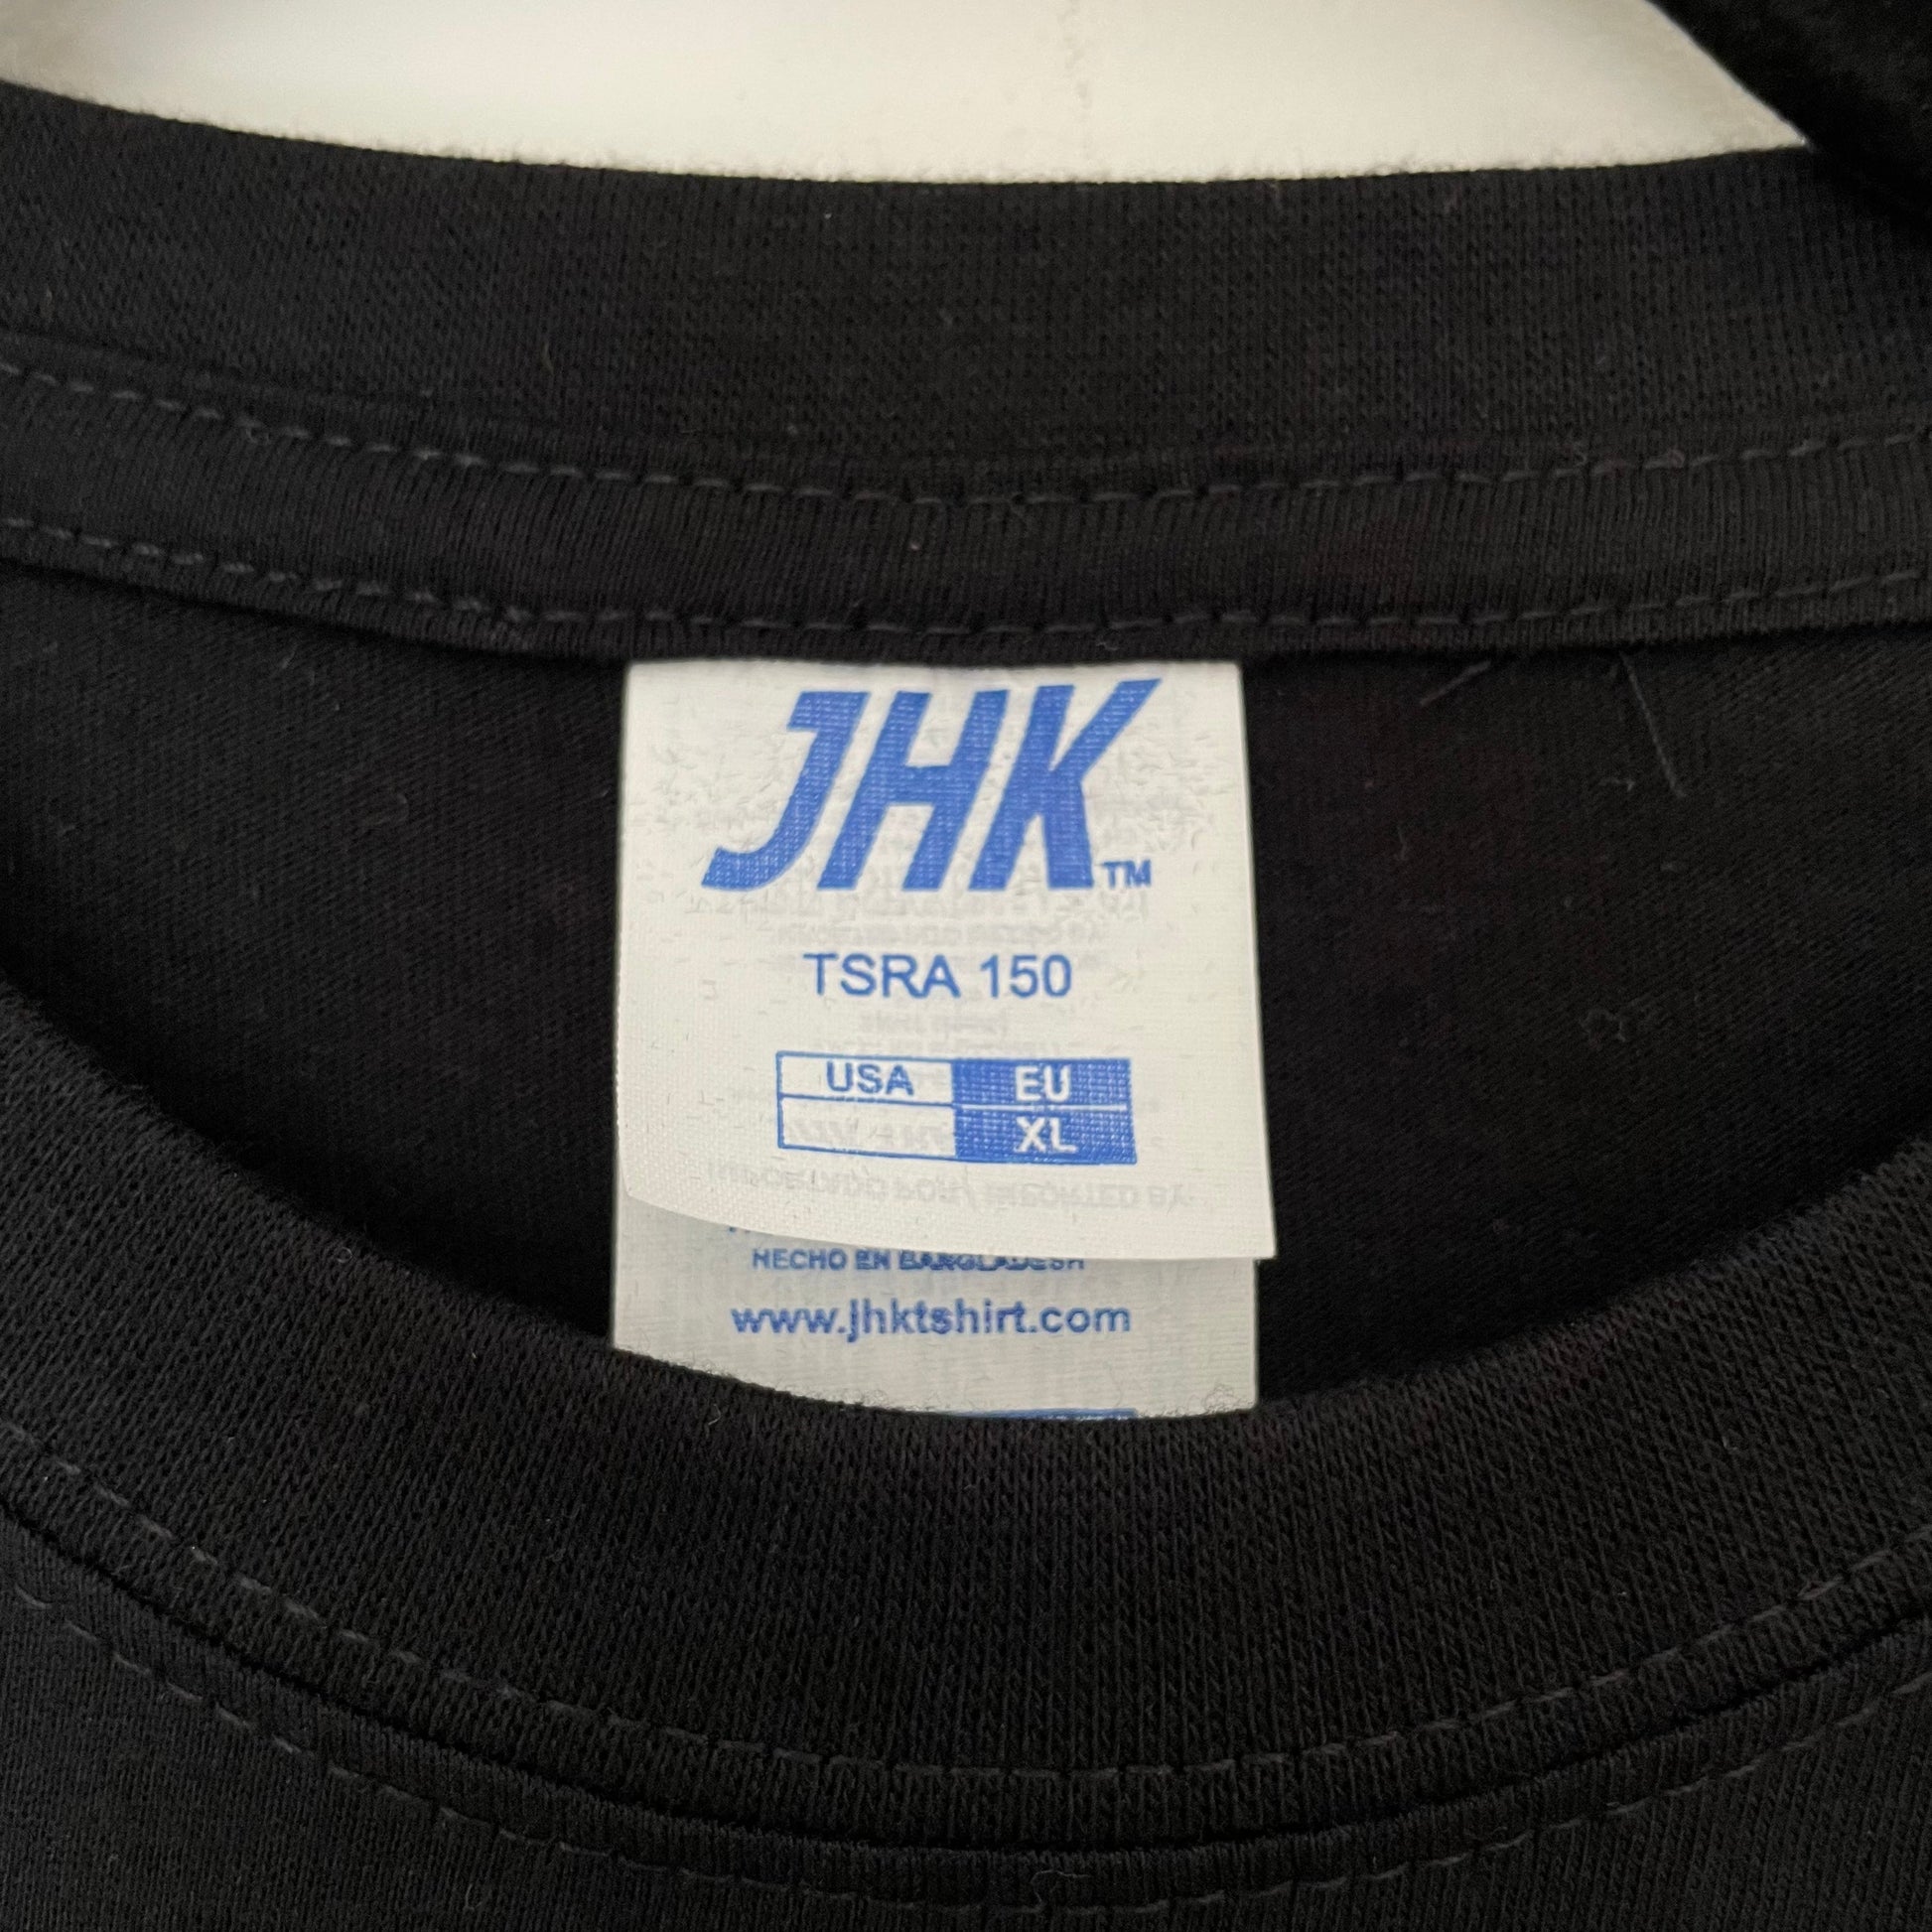 JHK™
TSRA 150
USA EU
XL
HECHO EN BANGLADESH
www.jhktshirt.com